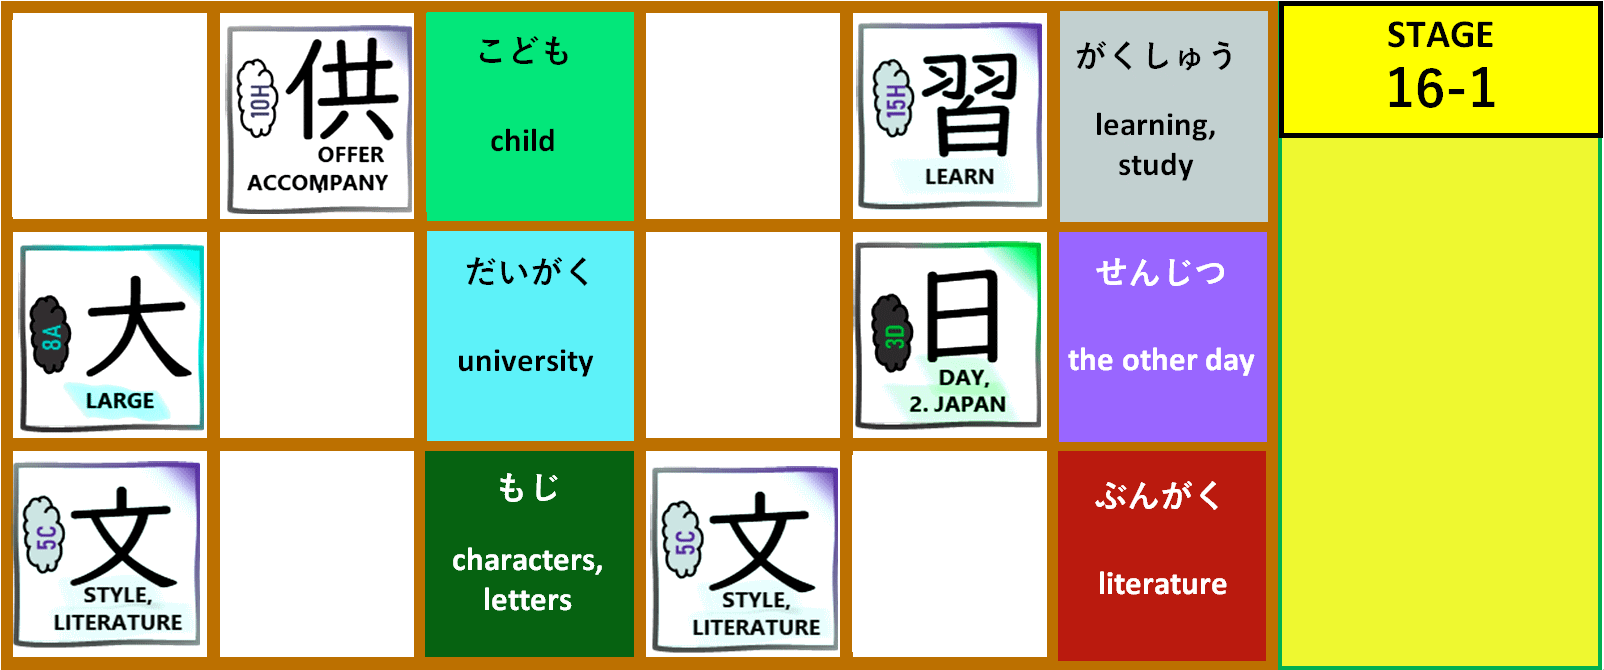 10H
供
OFFER
ACCOMPANY
こども
child
15H
習
LEARN
がくしゅう
learning,
study
STAGE
16-1
8A
大
LARGE
だいがく
university
3D
日
DAY,
2. JAPAN
せんじつ
the other day
5C
文
STYLE,
LITERATURE
もじ
characters,
letters
5C
文
STYLE,
LITERATURE
ぶんがく
literature